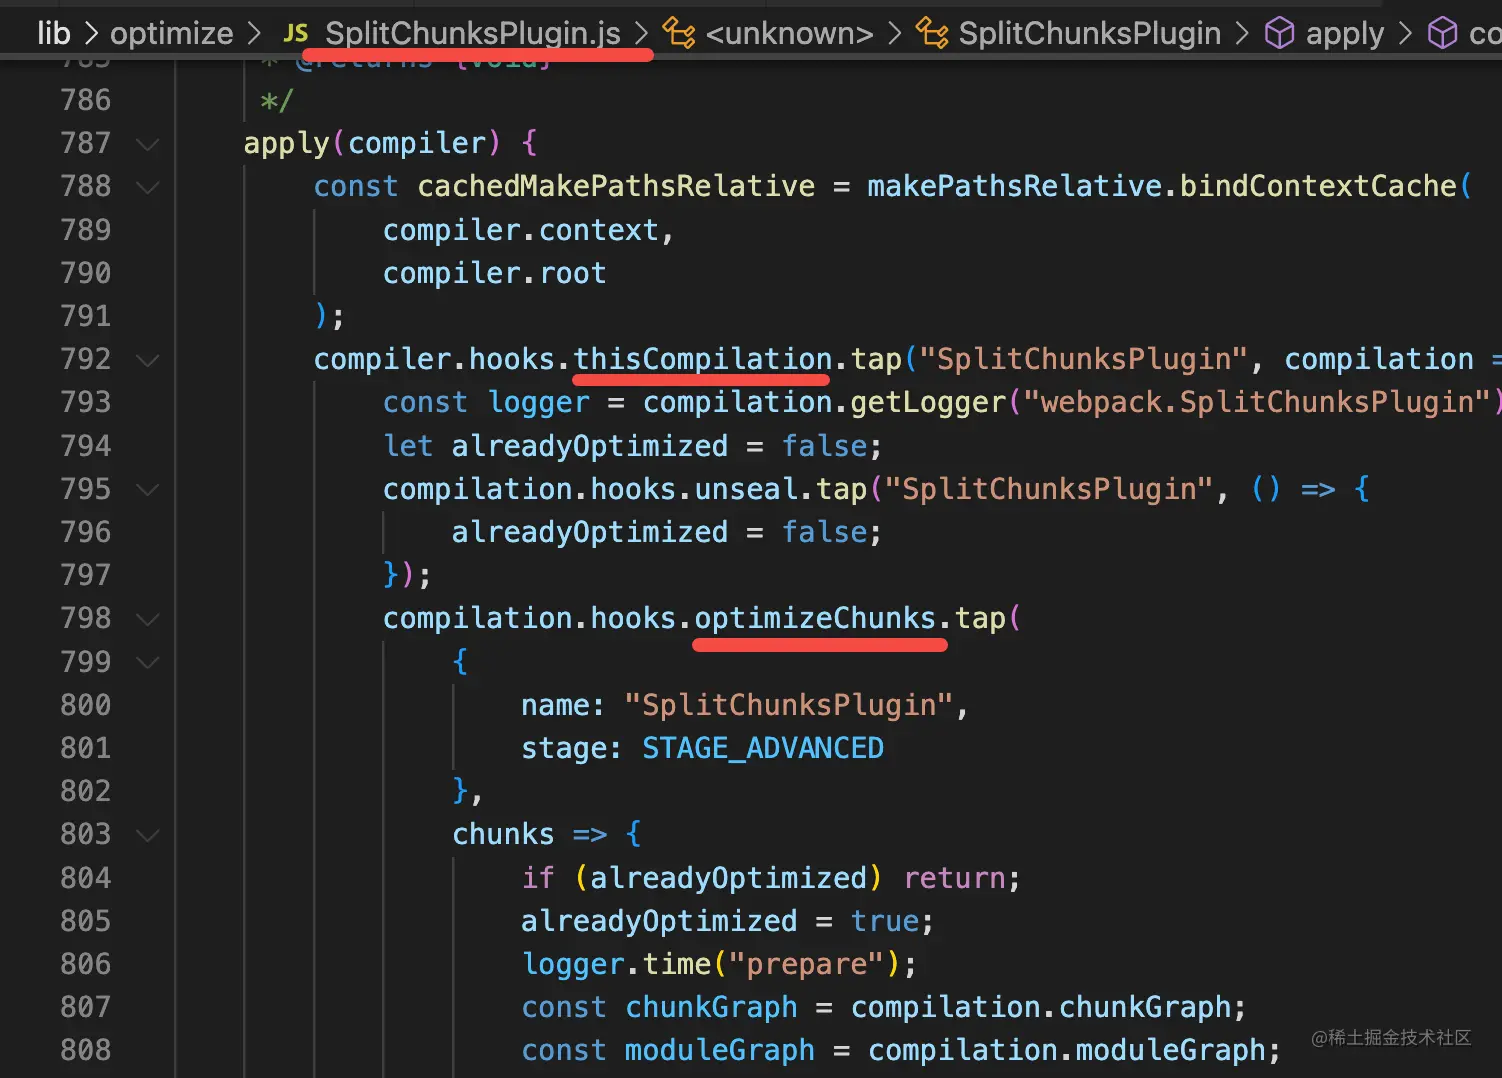 lib > optimize > JS SplitChunksPlugin.js > <unknown> > SplitChunksPlugin > apply > co
785 * @returns {void}
786 */
787 apply(compiler) {
788 const cachedMakePathsRelative = makePathsRelative.bindContextCache(
789 compiler.context,
790 compiler.root
791 );
792 compiler.hooks.thisCompilation.tap("SplitChunksPlugin", compilation =
793 const logger = compilation.getLogger("webpack.SplitChunksPlugin")
794 let alreadyOptimized = false;
795 compilation.hooks.unseal.tap("SplitChunksPlugin", () => {
796 alreadyOptimized = false;
797 });
798 compilation.hooks.optimizeChunks.tap(
799 {
800 name: "SplitChunksPlugin",
801 stage: STAGE_ADVANCED
802 },
803 chunks => {
804 if (alreadyOptimized) return;
805 alreadyOptimized = true;
806 logger.time("prepare");
807 const chunkGraph = compilation.chunkGraph;
808 const moduleGraph = compilation.moduleGraph;
@稀土掘金技术社区